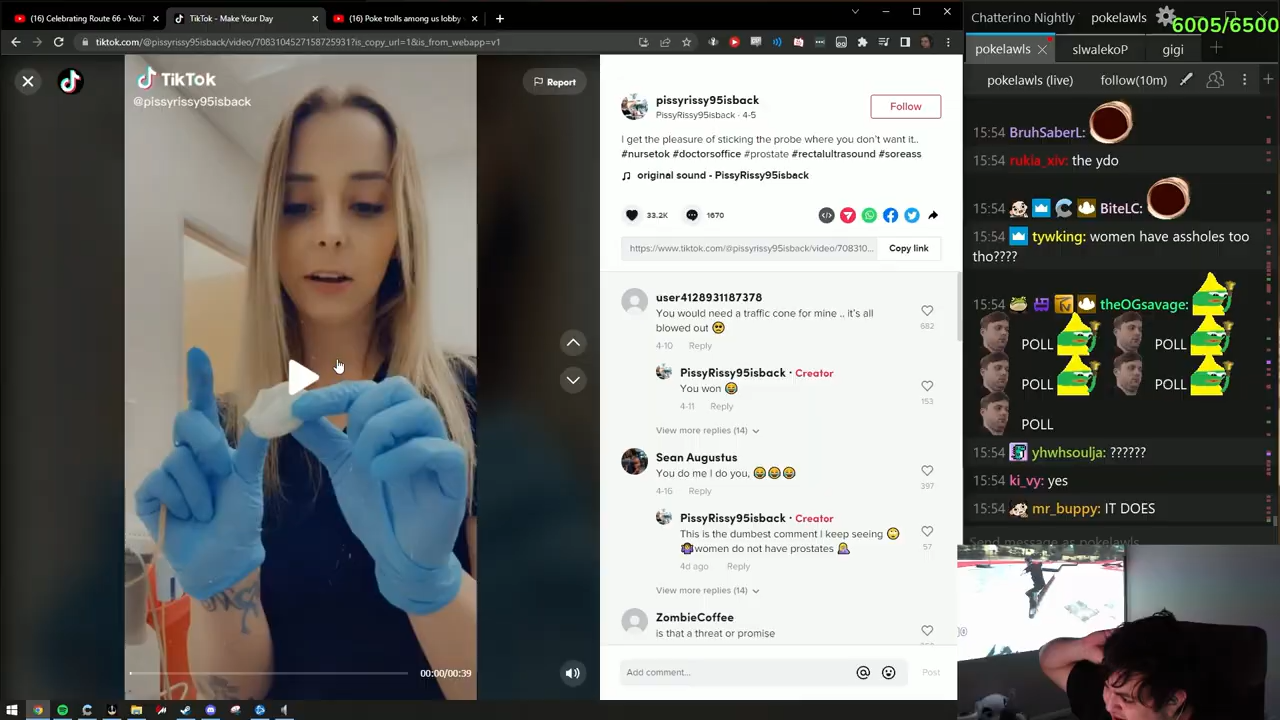 (16) Celebrating Route 66 - YouT
TikTok - Make Your Day
(16) Poke trolls among us lobby
tiktok.com/@pissyrissy95isback/video/7083104527158725931?is_copy_url=1&is_from_webapp=v1
TikTok
@pissyrissy95isback
Report
00:00/00:39
pissyrissy95isback
PissyRissy95isback · 4-5
Follow
I get the pleasure of sticking the probe where you don't want it..
#nursetok #doctorsoffice #prostate #rectalultrasound #soreass
original sound - PissyRissy95isback
33.2K
1670
https://www.tiktok.com/@pissyrissy95isback/video/708310...
Copy link
user4128931187378
You would need a traffic cone for mine .. it's all
blowed out 🥺
682
4-10 Reply
PissyRissy95isback · Creator
You won 😂
153
4-11 Reply
View more replies (14)
Sean Augustus
You do me I do you, 😂😂😂
397
4-16 Reply
PissyRissy95isback · Creator
This is the dumbest comment I keep seeing 🙄
🤷‍♀️women do not have prostates 🤦‍♀️
57
4d ago Reply
View more replies (14)
ZombieCoffee
is that a threat or promise
Add comment...
Post
Chatterino Nightly
pokelawls
6005/6500
pokelawls
slwalekoP
gigi
pokelawls (live)
follow(10m)
15:54 BruhSaberL:
15:54 rukia_xiv: the ydo
15:54 BiteLC:
15:54 tywking: women have assholes too
tho????
15:54 theOGsavage:
POLL POLL
POLL POLL
POLL
15:54 yhwhsoulja: ??????
15:54 ki_vy: yes
15:54 mr_buppy: IT DOES
Send message as pokelawls...